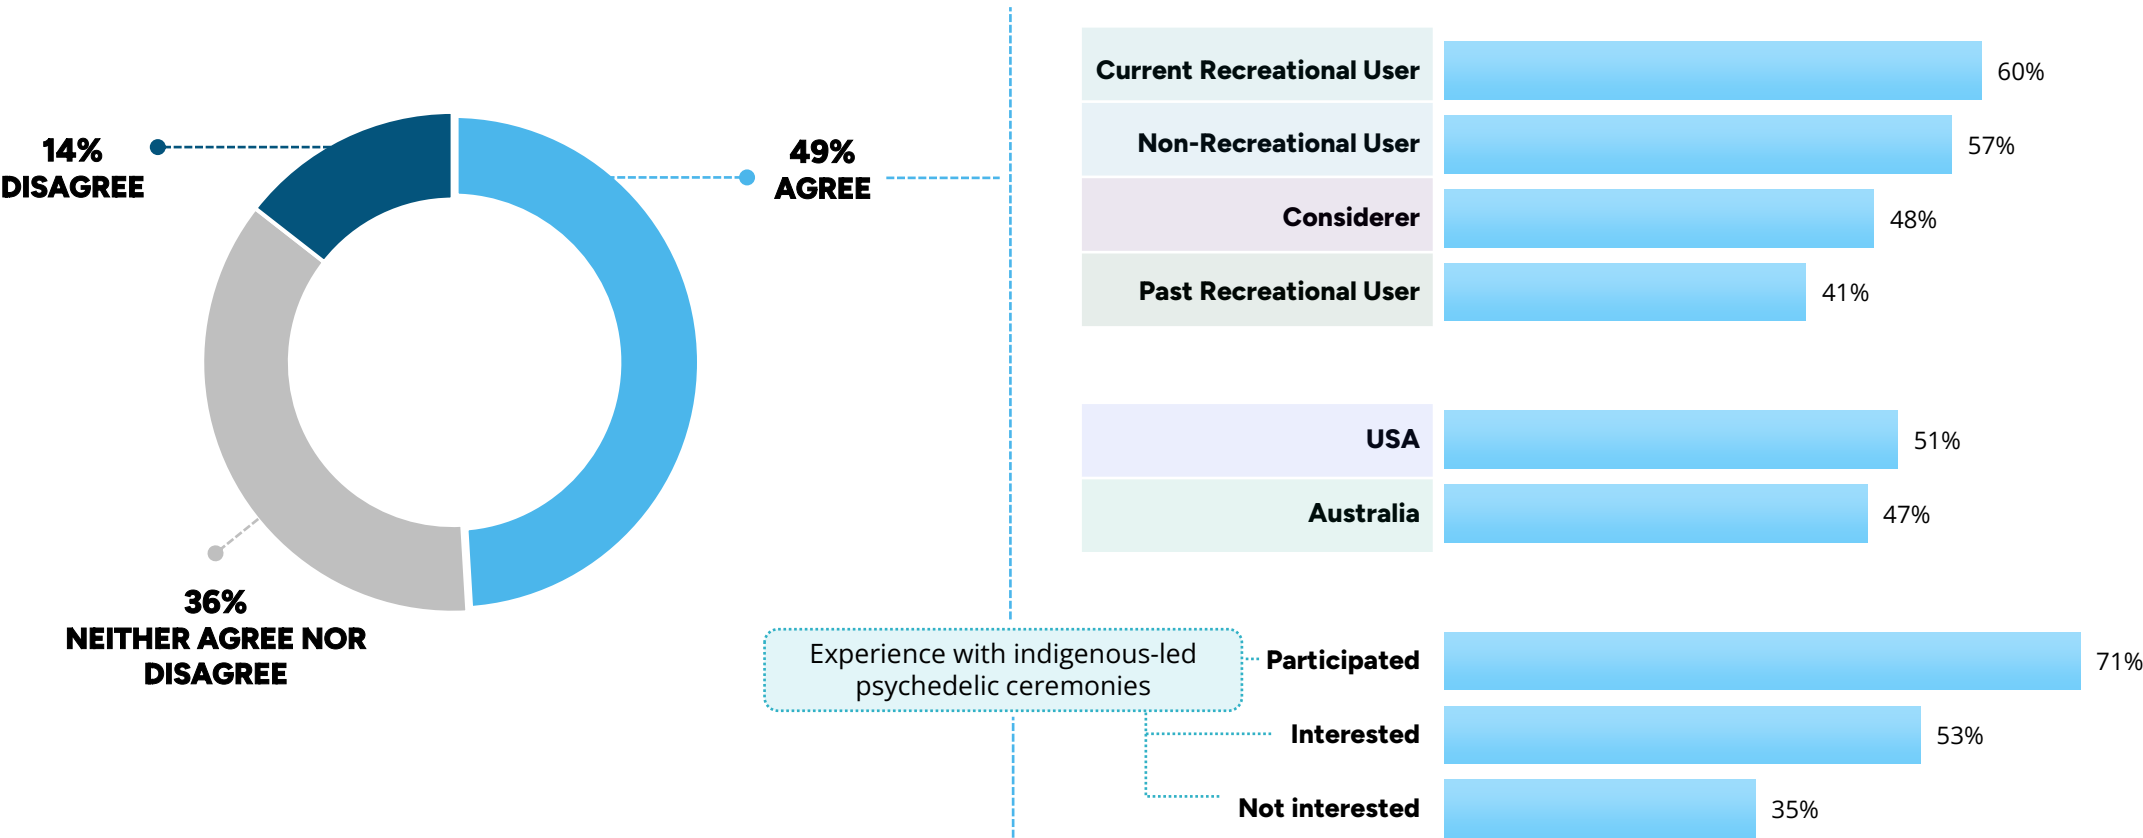 14%
DISAGREE
49%
AGREE
36%
NEITHER AGREE NOR
DISAGREE
Current Recreational User 60%
Non-Recreational User 57%
Considerer 48%
Past Recreational User 41%
USA 51%
Australia 47%
Experience with indigenous-led
psychedelic ceremonies
Participated 71%
Interested 53%
Not interested 35%